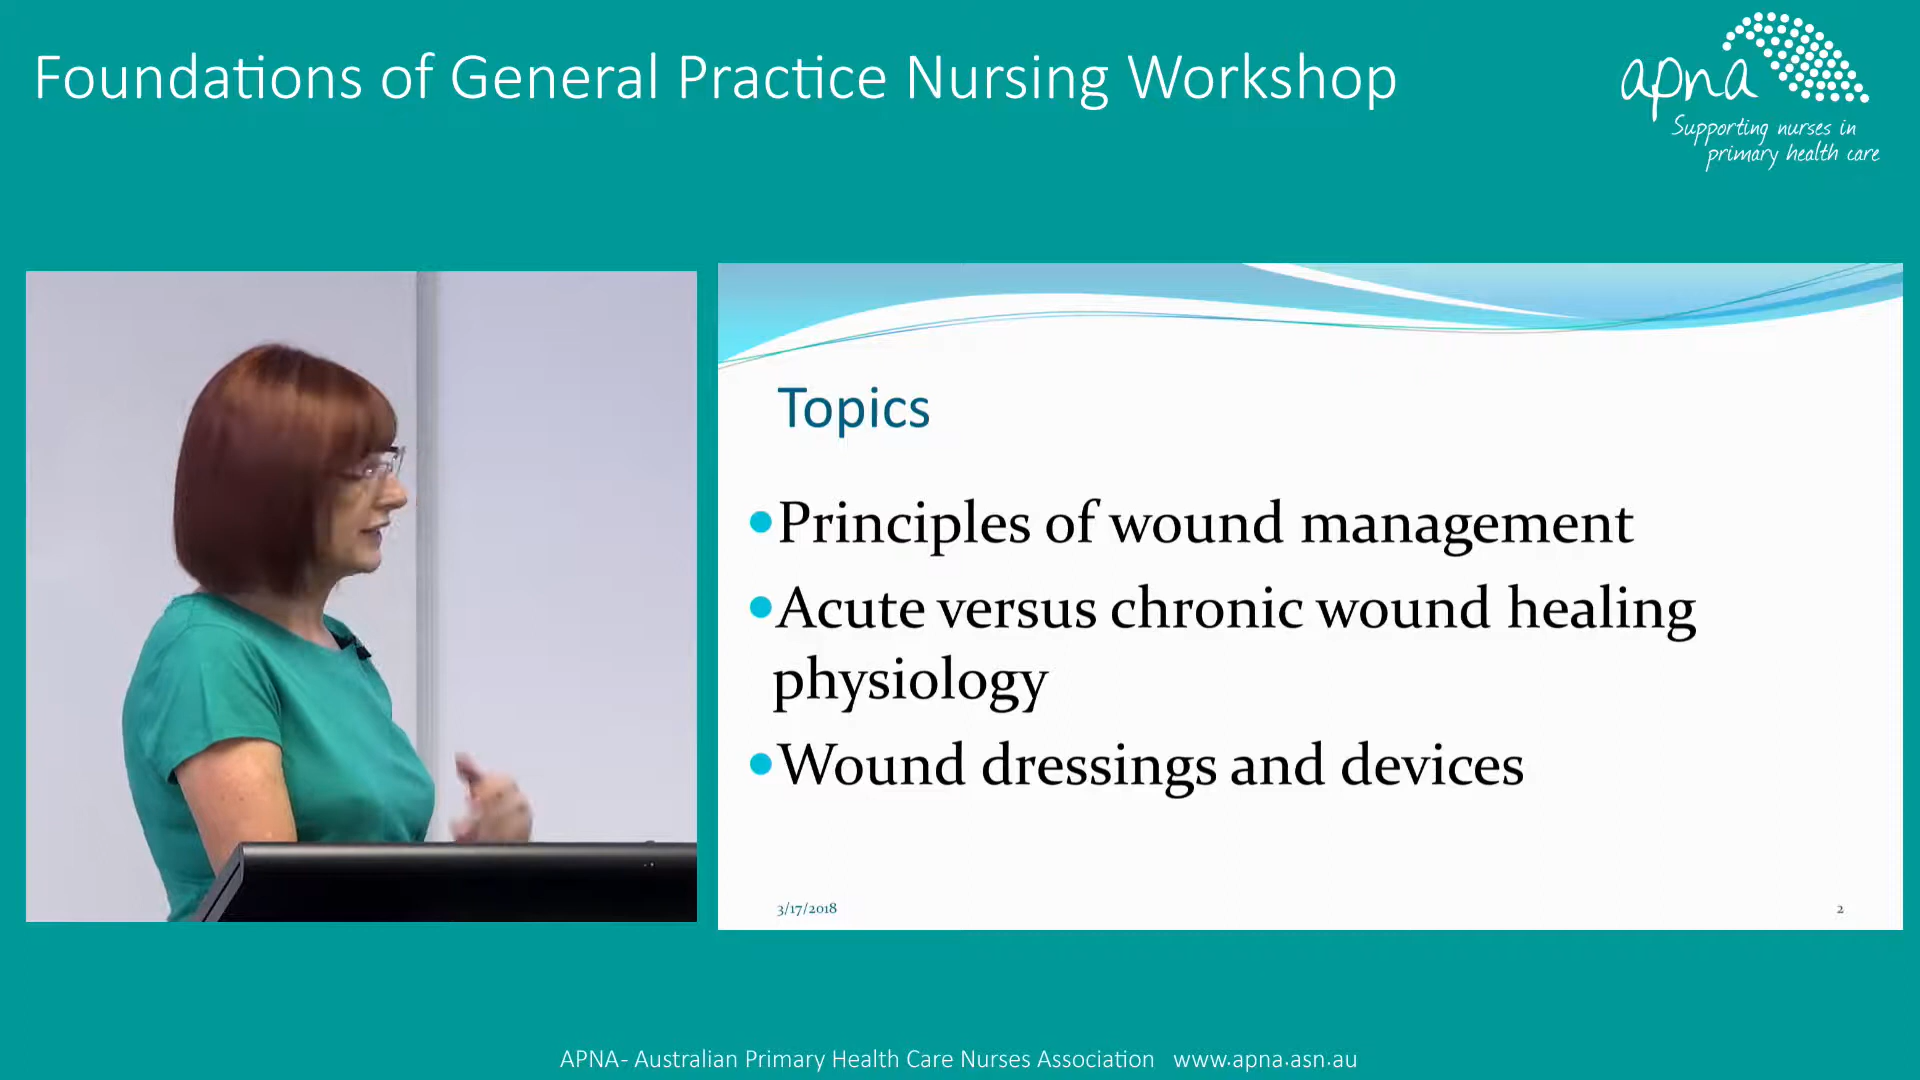 Foundations of General Practice Nursing Workshop
apna
Supporting nurses in
primary health care
Topics
•Principles of wound management
•Acute versus chronic wound healing
physiology
•Wound dressings and devices
3/17/2018
2
APNA- Australian Primary Health Care Nurses Association www.apna.asn.au